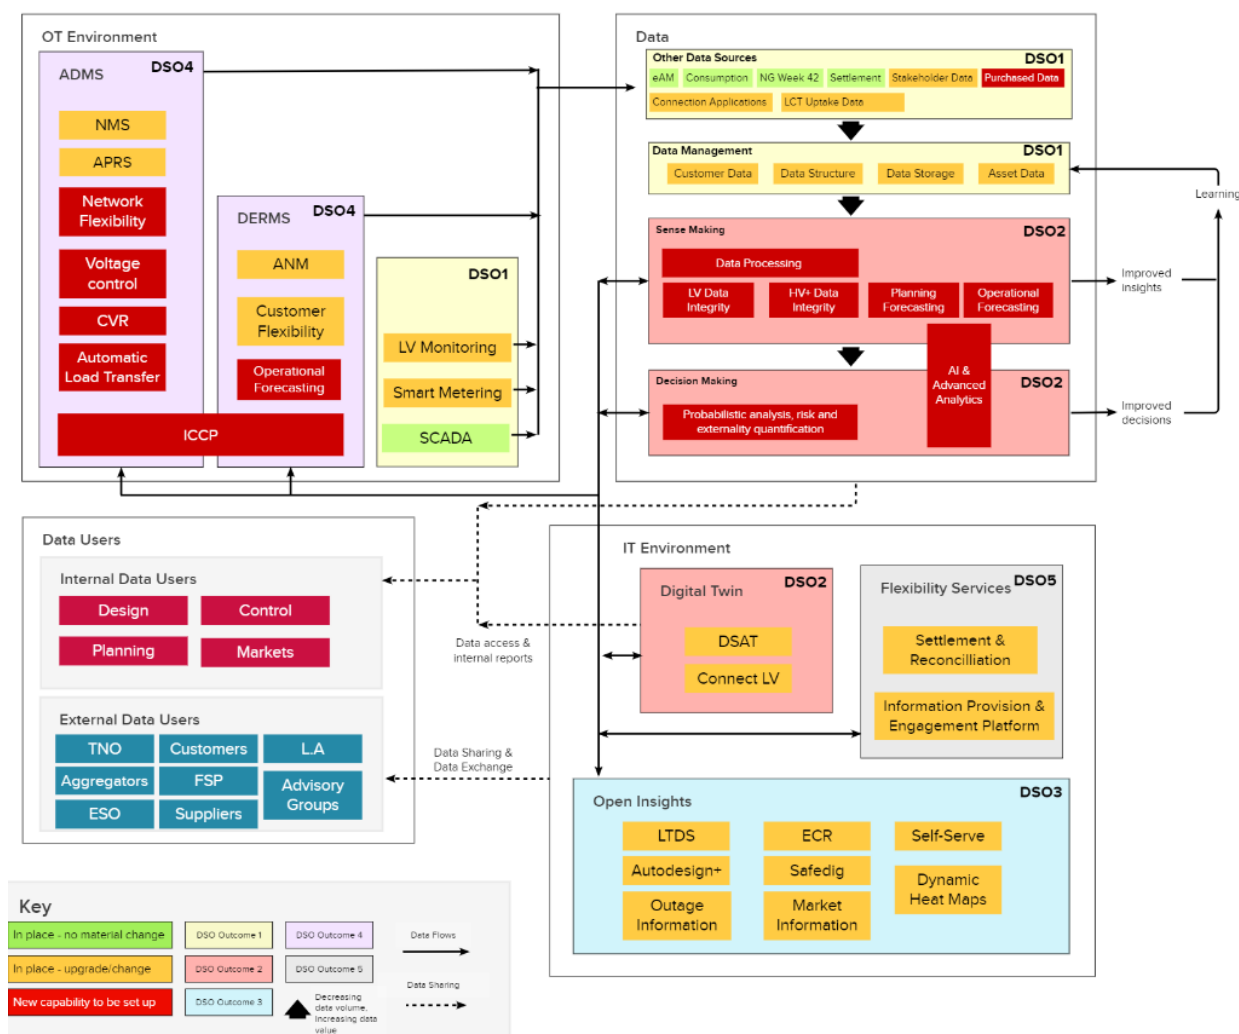 OT Environment
ADMS
DSO4
NMS
APRS
Network
Flexibility
Voltage
control
CVR
Automatic
Load Transfer
DERMS
DSO4
ANM
Customer
Flexibility
Operational
Forecasting
ICCP
DSO1
LV Monitoring
Smart Metering
SCADA
Data
Other Data Sources
DSO1
eAM
Consumption
NG Week 42
Settlement
Stakeholder Data
Purchased Data
Connection Applications
LCT Uptake Data
Data Management
DSO1
Customer Data
Data Structure
Data Storage
Asset Data
Sense Making
DSO2
Data Processing
LV Data
Integrity
HV+ Data
Integrity
Planning
Forecasting
Operational
Forecasting
AI &
Advanced
Analytics
Decision Making
DSO2
Probabilistic analysis, risk and
externality quantification
Learning
Improved
insights
Improved
decisions
Data Users
Internal Data Users
Design
Control
Planning
Markets
External Data Users
TNO
Customers
L.A
Aggregators
FSP
Advisory
Groups
ESO
Suppliers
Data access &
internal reports
Data Sharing &
Data Exchange
IT Environment
Digital Twin
DSO2
DSAT
Connect LV
Flexibility Services
DSO5
Settlement &
Reconcilliation
Information Provision &
Engagement Platform
Open Insights
DSO3
LTDS
ECR
Self-Serve
Autodesign+
Safedig
Dynamic
Heat Maps
Outage
Information
Market
Information
Key
In place - no material change
DSO Outcome 1
DSO Outcome 4
Data Flows
In place - upgrade/change
DSO Outcome 2
DSO Outcome 5
New capability to be set up
DSO Outcome 3
Decreasing
data volume,
Increasing data
value
Data Sharing